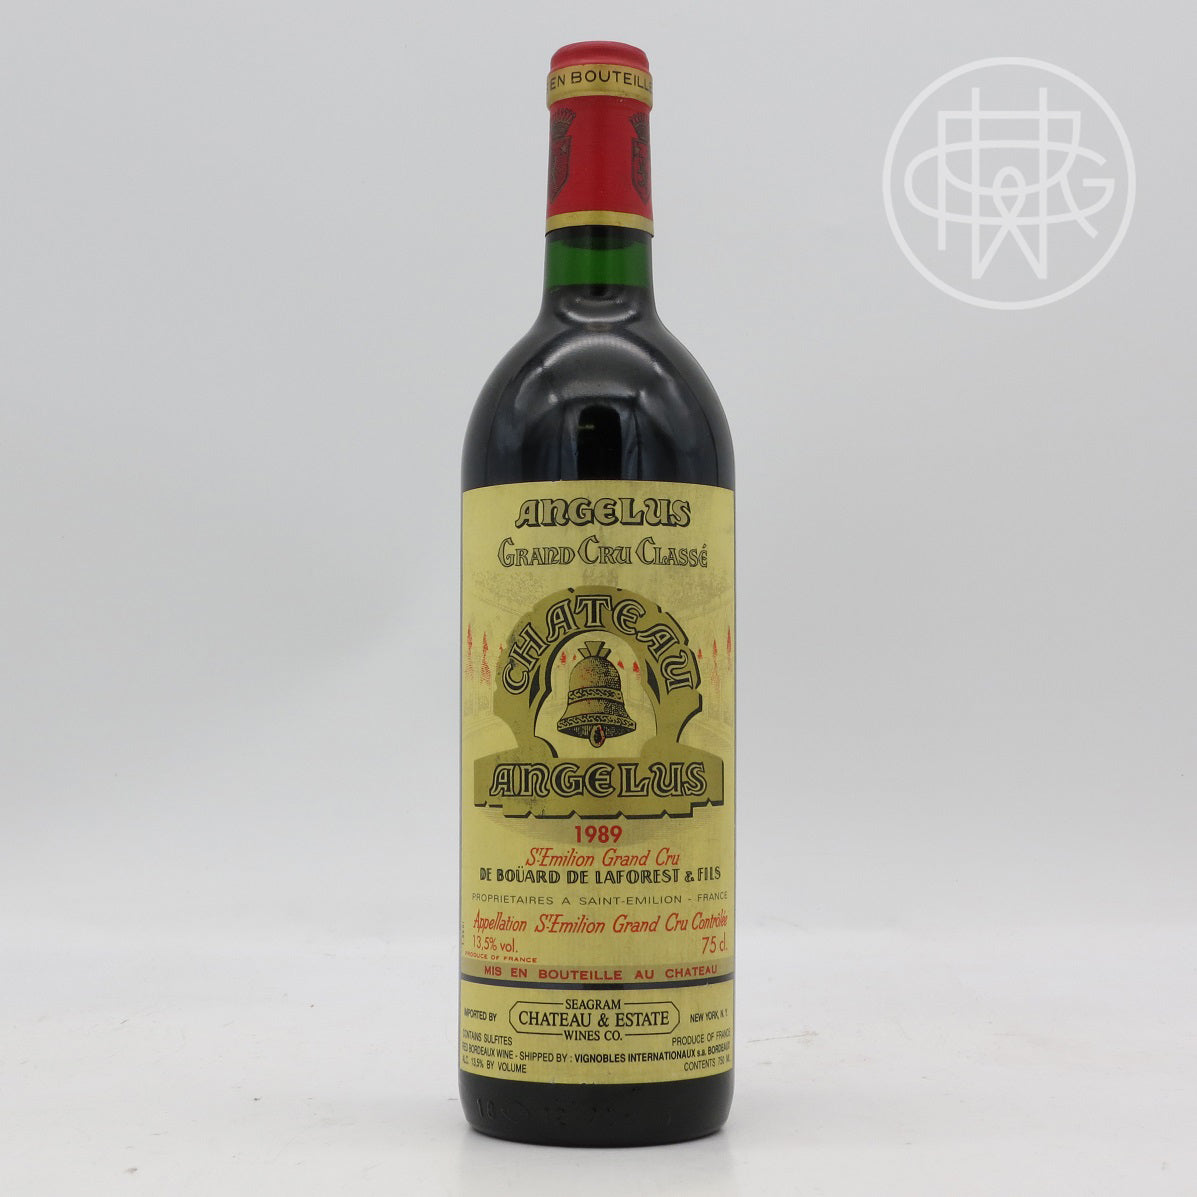 EN BOUTEILLE
ANGELUS
GRAND CRU CLASSÉ
CHATEAU
ANGELUS
1989
St Emilion Grand Cru
DE BOÜARD DE LAFOREST & FILS
PROPRIETAIRES A SAINT-EMILION - FRANCE
Appellation St Emilion Grand Cru Contrôlée
13,5% vol. 75 cl.
PRODUCE OF FRANCE
MIS EN BOUTEILLE AU CHATEAU
SEAGRAM
IMPORTED BY CHATEAU & ESTATE NEW YORK, N.Y.
WINES CO.
CONTAINS SULFITES PRODUCE OF FRANCE
RED BORDEAUX WINE - SHIPPED BY : VIGNOBLES INTERNATIONAUX s.a. BORDEAUX
ALC. 13,5% BY VOLUME CONTENTS 750 ML